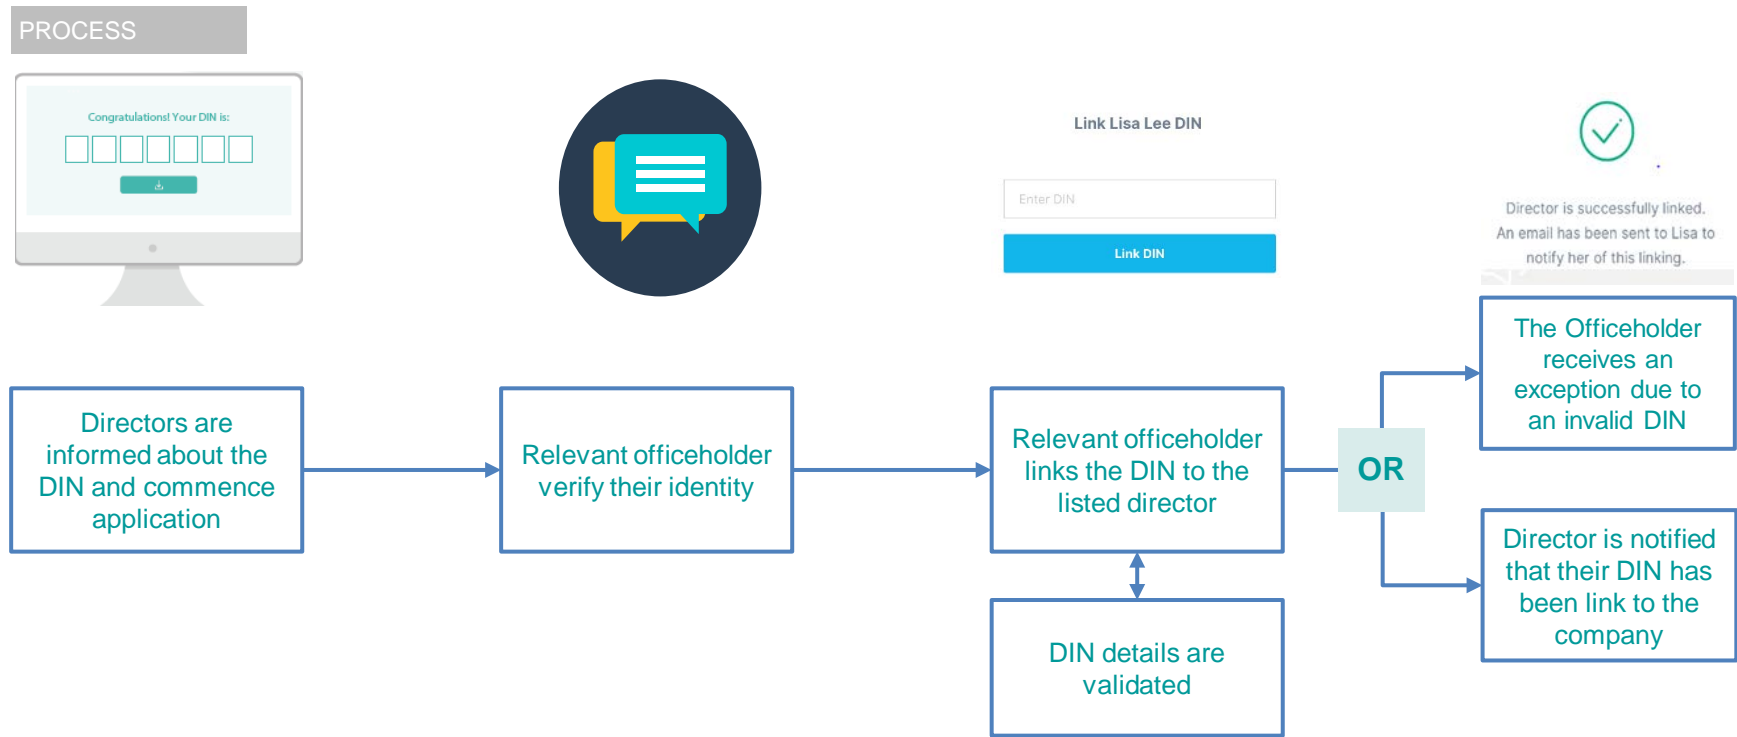 PROCESS
Congratulations! Your DIN is:
Link Lisa Lee DIN
Enter DIN
Link DIN
Director is successfully linked.
An email has been sent to Lisa to
notify her of this linking.
Directors are
informed about the
DIN and commence
application
Relevant officeholder
verify their identity
Relevant officeholder
links the DIN to the
listed director
DIN details are
validated
OR
The Officeholder
receives an
exception due to
an invalid DIN
Director is notified
that their DIN has
been link to the
company